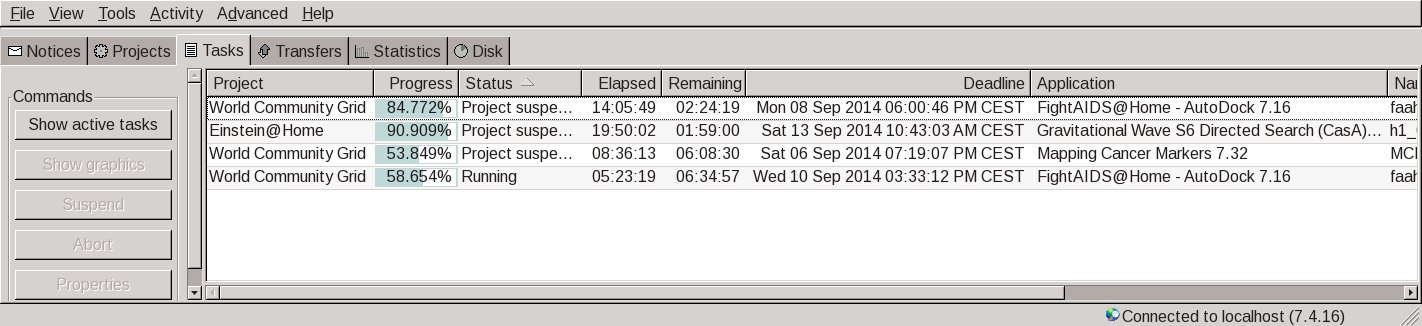 File View Tools Activity Advanced Help
Notices Projects Tasks Transfers Statistics Disk
Commands
Show active tasks
Show graphics
Suspend
Abort
Properties
Project Progress Status Elapsed Remaining Deadline Application
World Community Grid 84.772% Project suspe... 14:05:49 02:24:19 Mon 08 Sep 2014 06:00:46 PM CEST FightAIDS@Home - AutoDock 7.16 faah
Einstein@Home 90.909% Project suspe... 19:50:02 01:59:00 Sat 13 Sep 2014 10:43:03 AM CEST Gravitational Wave S6 Directed Search (CasA)... h1_
World Community Grid 53.849% Project suspe... 08:36:13 06:08:30 Sat 06 Sep 2014 07:19:07 PM CEST Mapping Cancer Markers 7.32
World Community Grid 58.654% Running 05:23:19 06:34:57 Wed 10 Sep 2014 03:33:12 PM CEST FightAIDS@Home - AutoDock 7.16 faah
Connected to localhost (7.4.16)